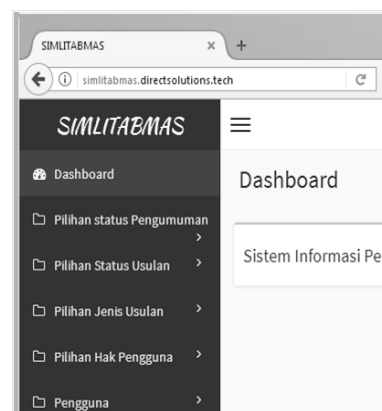 SIMLITABMAS
simlitabmas.directsolutions.tech
SIMLITABMAS
Dashboard
Pilihan status Pengumuman
Pilihan Status Usulan
Pilihan Jenis Usulan
Pilihan Hak Pengguna
Pengguna
Dashboard
Sistem Informasi Pe